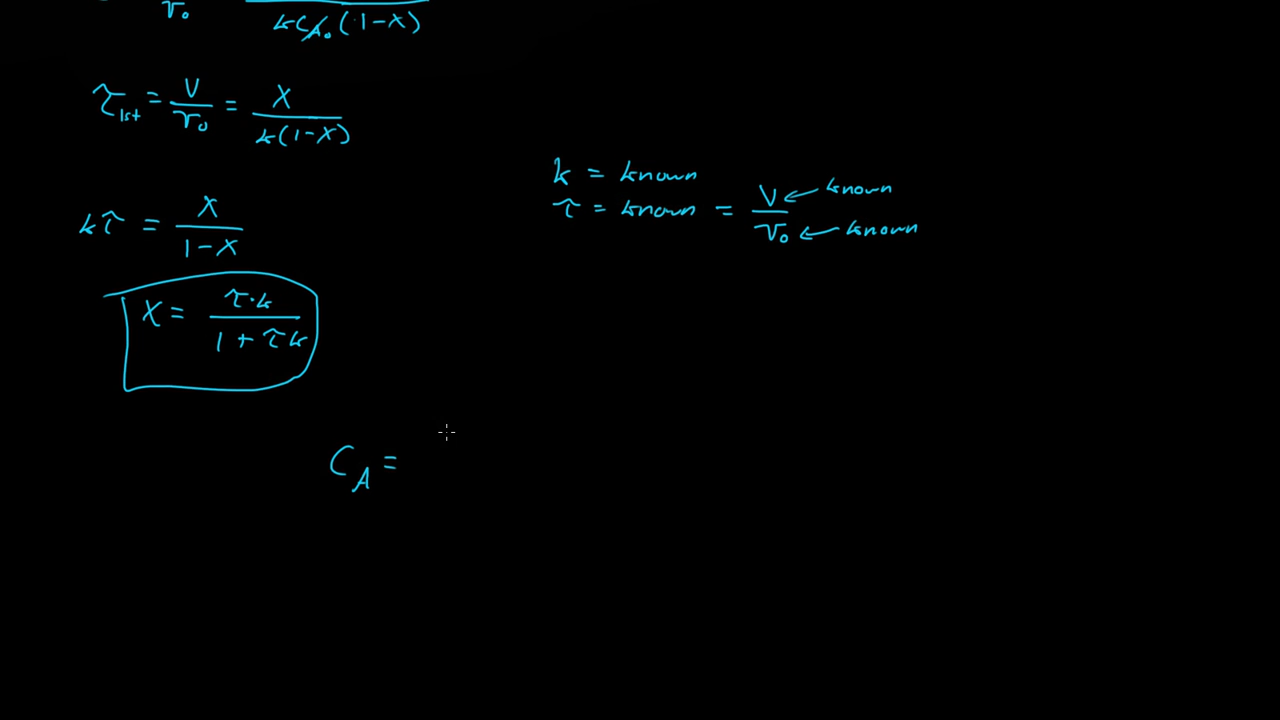 v₀ kC_A₀(1-X)
τ_1st = V/v₀ = X/k(1-X)
k = known
τ = known = V/v₀ ← known ← known
kτ = X/1-X
X = τ·k/1 + τk
C_A =